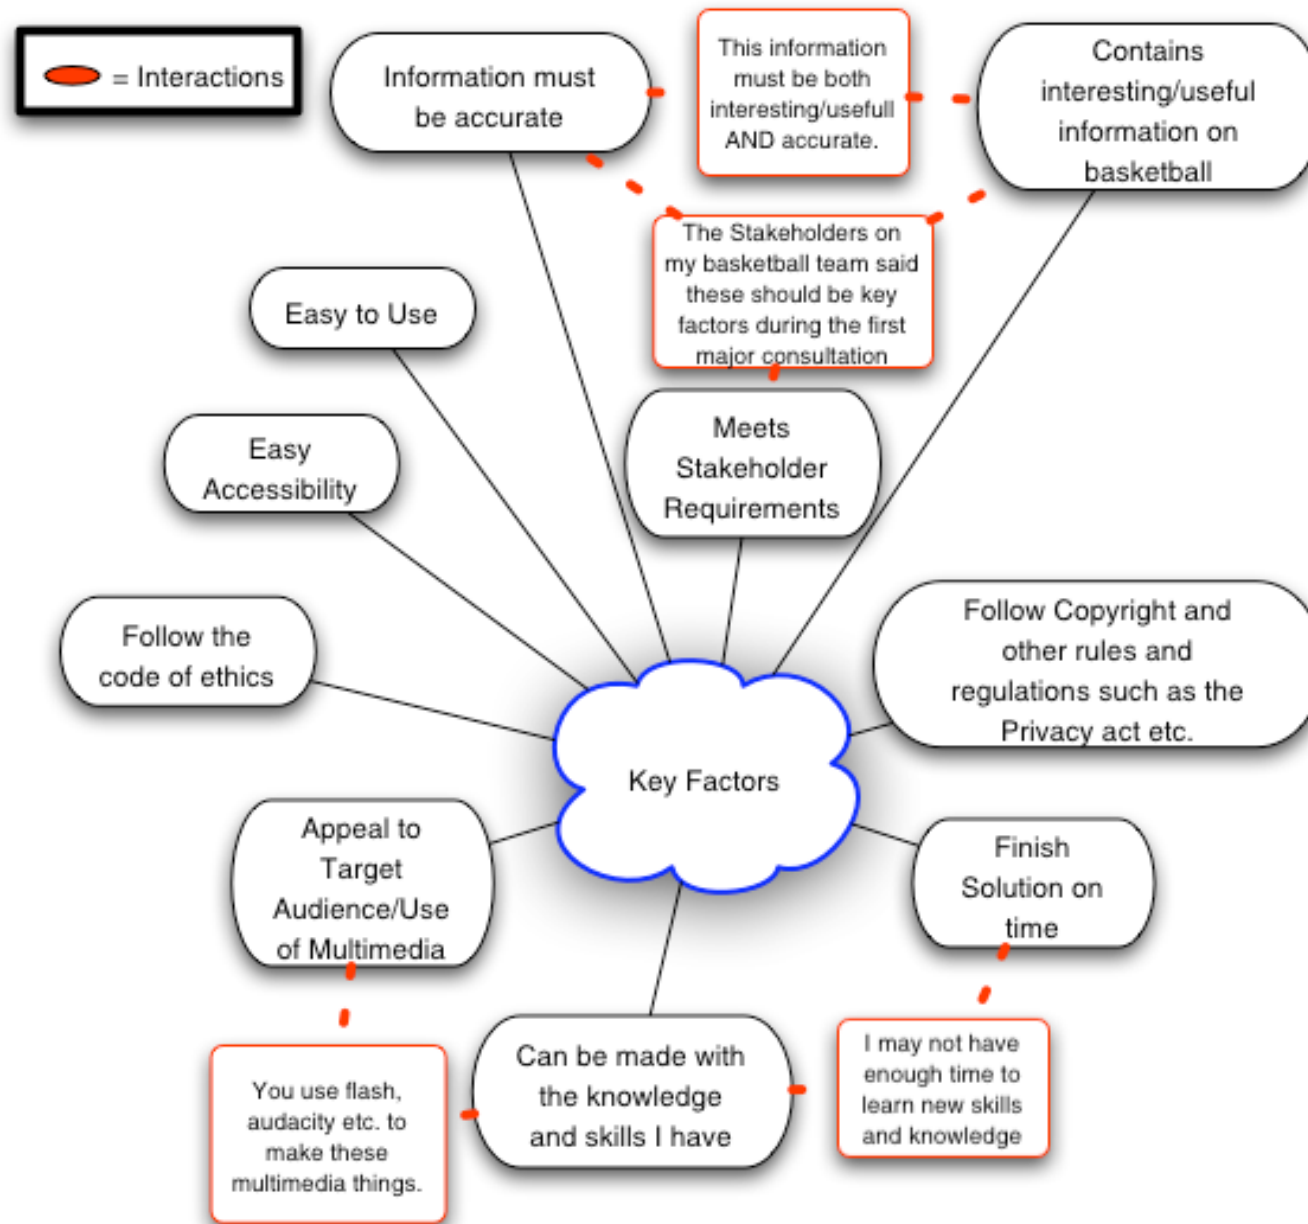 = Interactions
Information must
be accurate
This information
must be both
interesting/usefull
AND accurate.
Contains
interesting/useful
information on
basketball
The Stakeholders on
my basketball team said
these should be key
factors during the first
major consultation
Easy to Use
Meets
Stakeholder
Requirements
Easy
Accessibility
Follow the
code of ethics
Follow Copyright and
other rules and
regulations such as the
Privacy act etc.
Key Factors
Appeal to
Target
Audience/Use
of Multimedia
Finish
Solution on
time
You use flash,
audacity etc. to
make these
multimedia things.
Can be made with
the knowledge
and skills I have
I may not have
enough time to
learn new skills
and knowledge